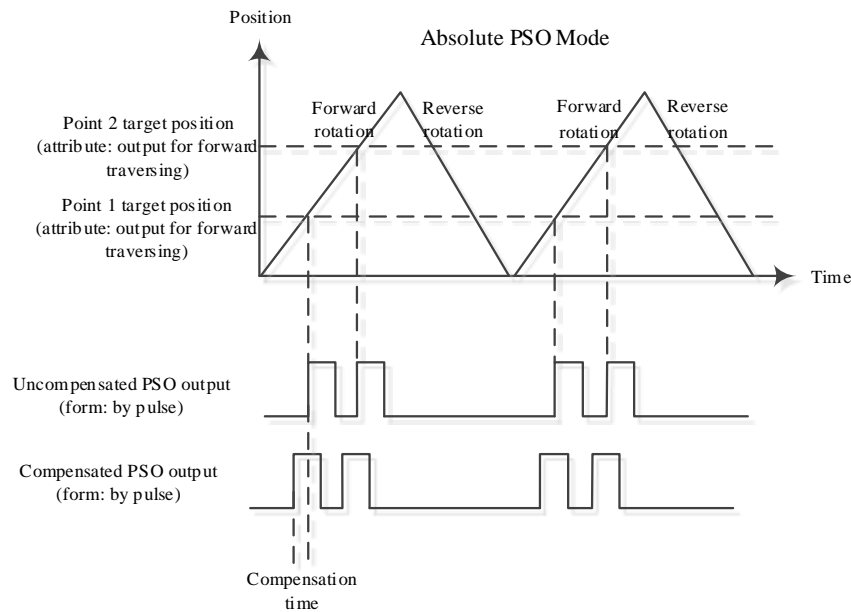 Position
Absolute PSO Mode
Forward
rotation
Reverse
rotation
Forward
rotation
Reverse
rotation
Point 2 target position
(attribute: output for forward
traversing)
Point 1 target position
(attribute: output for forward
traversing)
Time
Uncompensated PSO output
(form: by pulse)
Compensated PSO output
(form: by pulse)
Compensation
time